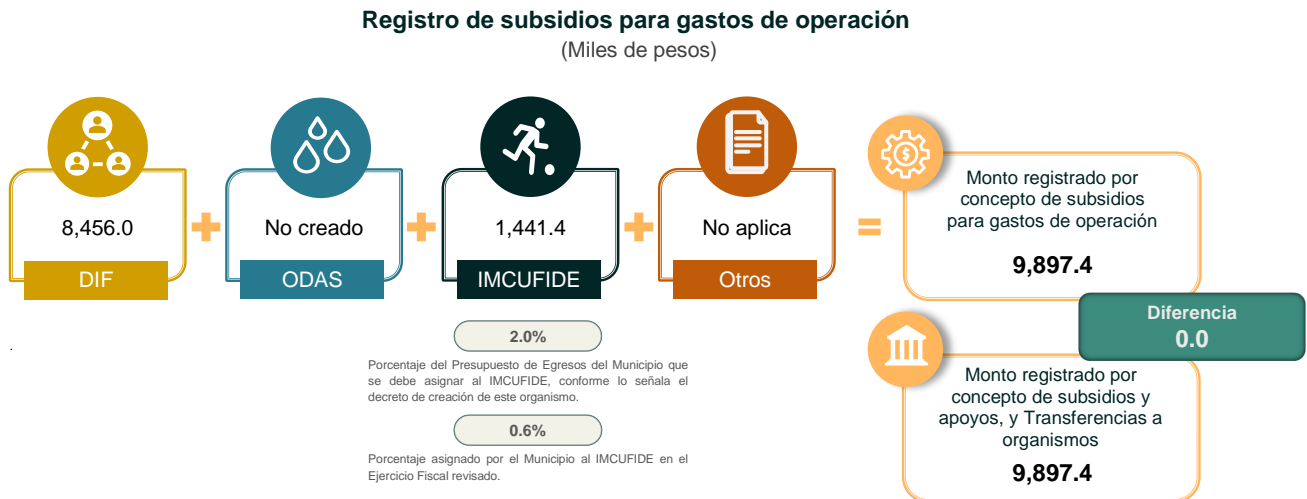 Registro de subsidios para gastos de operación
(Miles de pesos)
8,456.0
DIF
No creado
ODAS
1,441.4
IMCUFIDE
No aplica
Otros
Monto registrado por
concepto de subsidios
para gastos de operación
9,897.4
Diferencia
0.0
Monto registrado por
concepto de subsidios y
apoyos, y Transferencias a
organismos
9,897.4
2.0%
Porcentaje del Presupuesto de Egresos del Municipio que
se debe asignar al IMCUFIDE, conforme lo señala el
decreto de creación de este organismo.
0.6%
Porcentaje asignado por el Municipio al IMCUFIDE en el
Ejercicio Fiscal revisado.